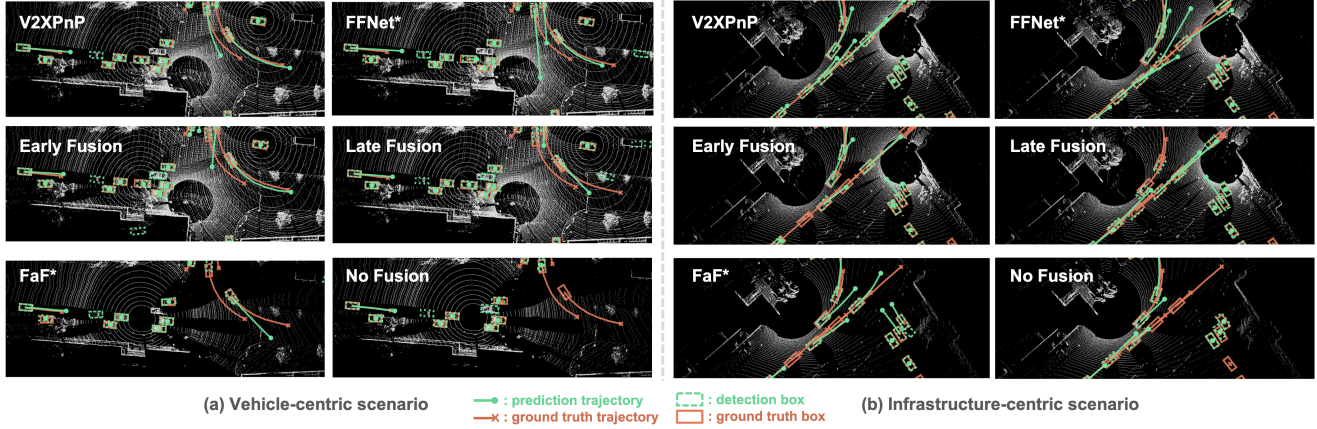 V2XPnP
FFNet*
Early Fusion
Late Fusion
FaF*
No Fusion
V2XPnP
FFNet*
Early Fusion
Late Fusion
FaF*
No Fusion
(a) Vehicle-centric scenario
: prediction trajectory
: ground truth trajectory
: detection box
: ground truth box
(b) Infrastructure-centric scenario